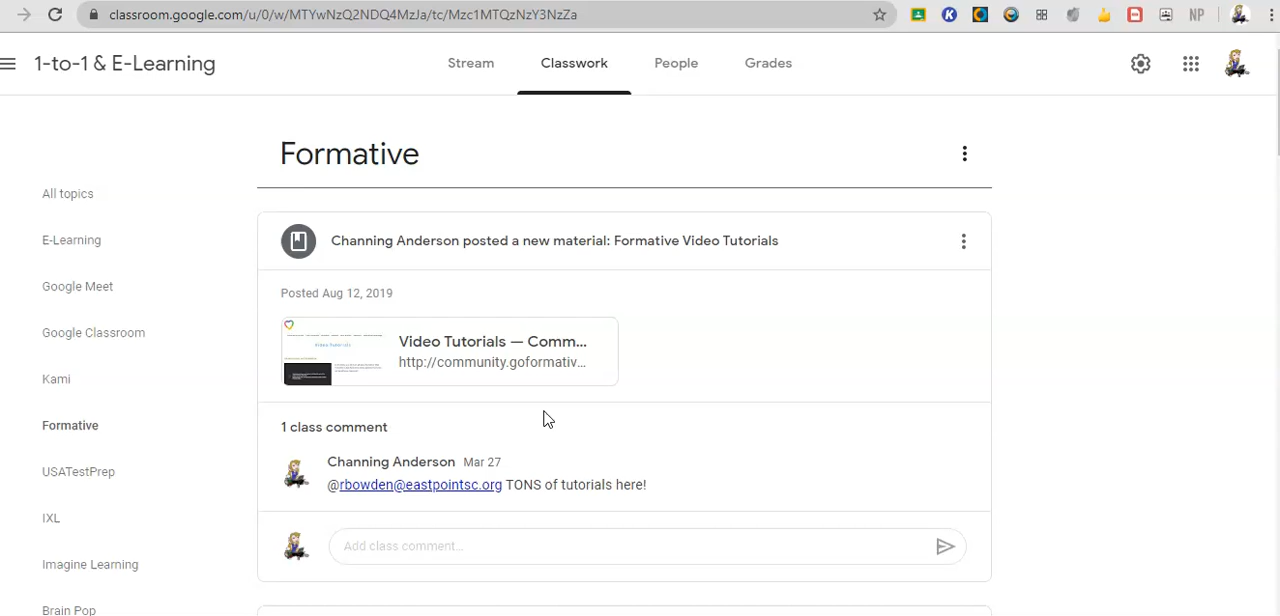 classroom.google.com/u/0/w/MTYwNzQ2NDQ4MzJa/tc/Mzc1MTQzNzY3NzZa
NP
1-to-1 & E-Learning
Stream
Classwork
People
Grades
Formative
All topics
E-Learning
Google Meet
Google Classroom
Kami
Formative
USATestPrep
IXL
Imagine Learning
Brain Pop
Channing Anderson posted a new material: Formative Video Tutorials
Posted Aug 12, 2019
Video Tutorials — Comm...
http://community.goformativ...
Video Tutorials
1 class comment
Channing Anderson Mar 27
@rbowden@eastpointsc.org TONS of tutorials here!
Add class comment...